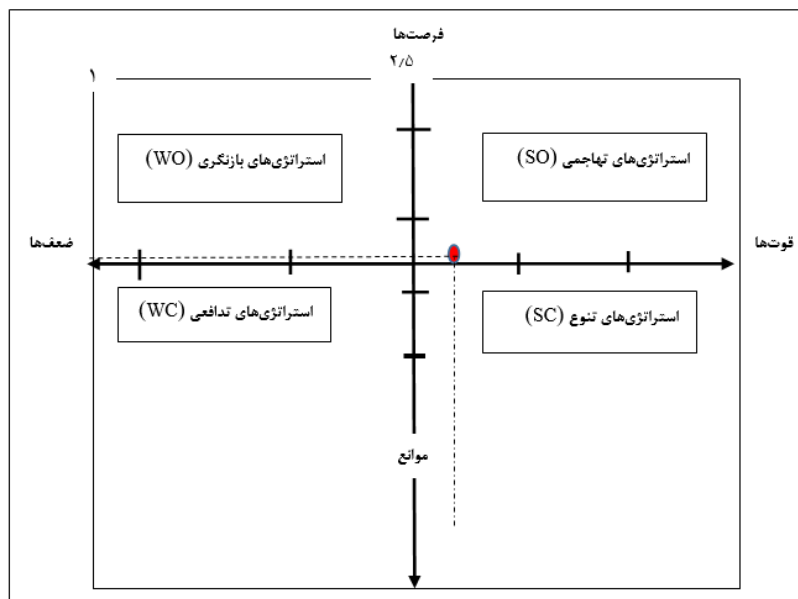 فرصت‌ها
۲٫۵
۱
استراتژی‌های تهاجمی (SO)
استراتژی‌های بازنگری (WO)
قوت‌ها
ضعف‌ها
استراتژی‌های تنوع (SC)
استراتژی‌های تدافعی (WC)
موانع